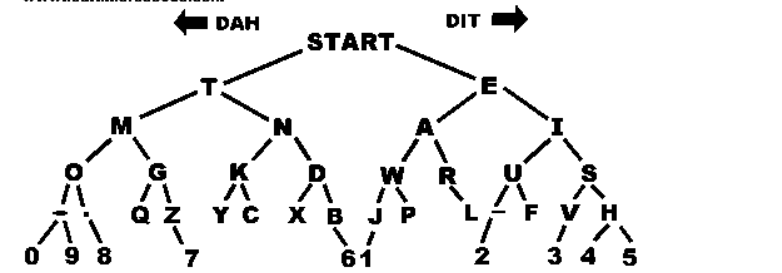 DAH DIT
START
T E
M N A I
O G K D W R U S
- . Q Z Y C X B J P L - F V H
0 9 8 7 6 1 2 3 4 5